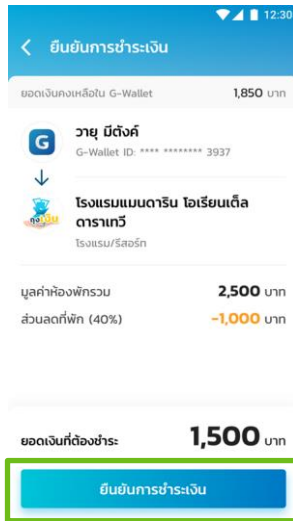 12:30
ยืนยันการชำระเงิน
ยอดเงินคงเหลือใน G-Wallet 1,850 บาท
G
วายุ มีตังค์
G-Wallet ID: **** ******** 3937
โรงแรมแมนดาริน โอเรียนเต็ล
ดาราเทวี
โรงแรม/รีสอร์ท
มูลค่าห้องพักรวม 2,500 บาท
ส่วนลดที่พัก (40%) -1,000 บาท
ยอดเงินที่ต้องชำระ 1,500 บาท
ยืนยันการชำระเงิน